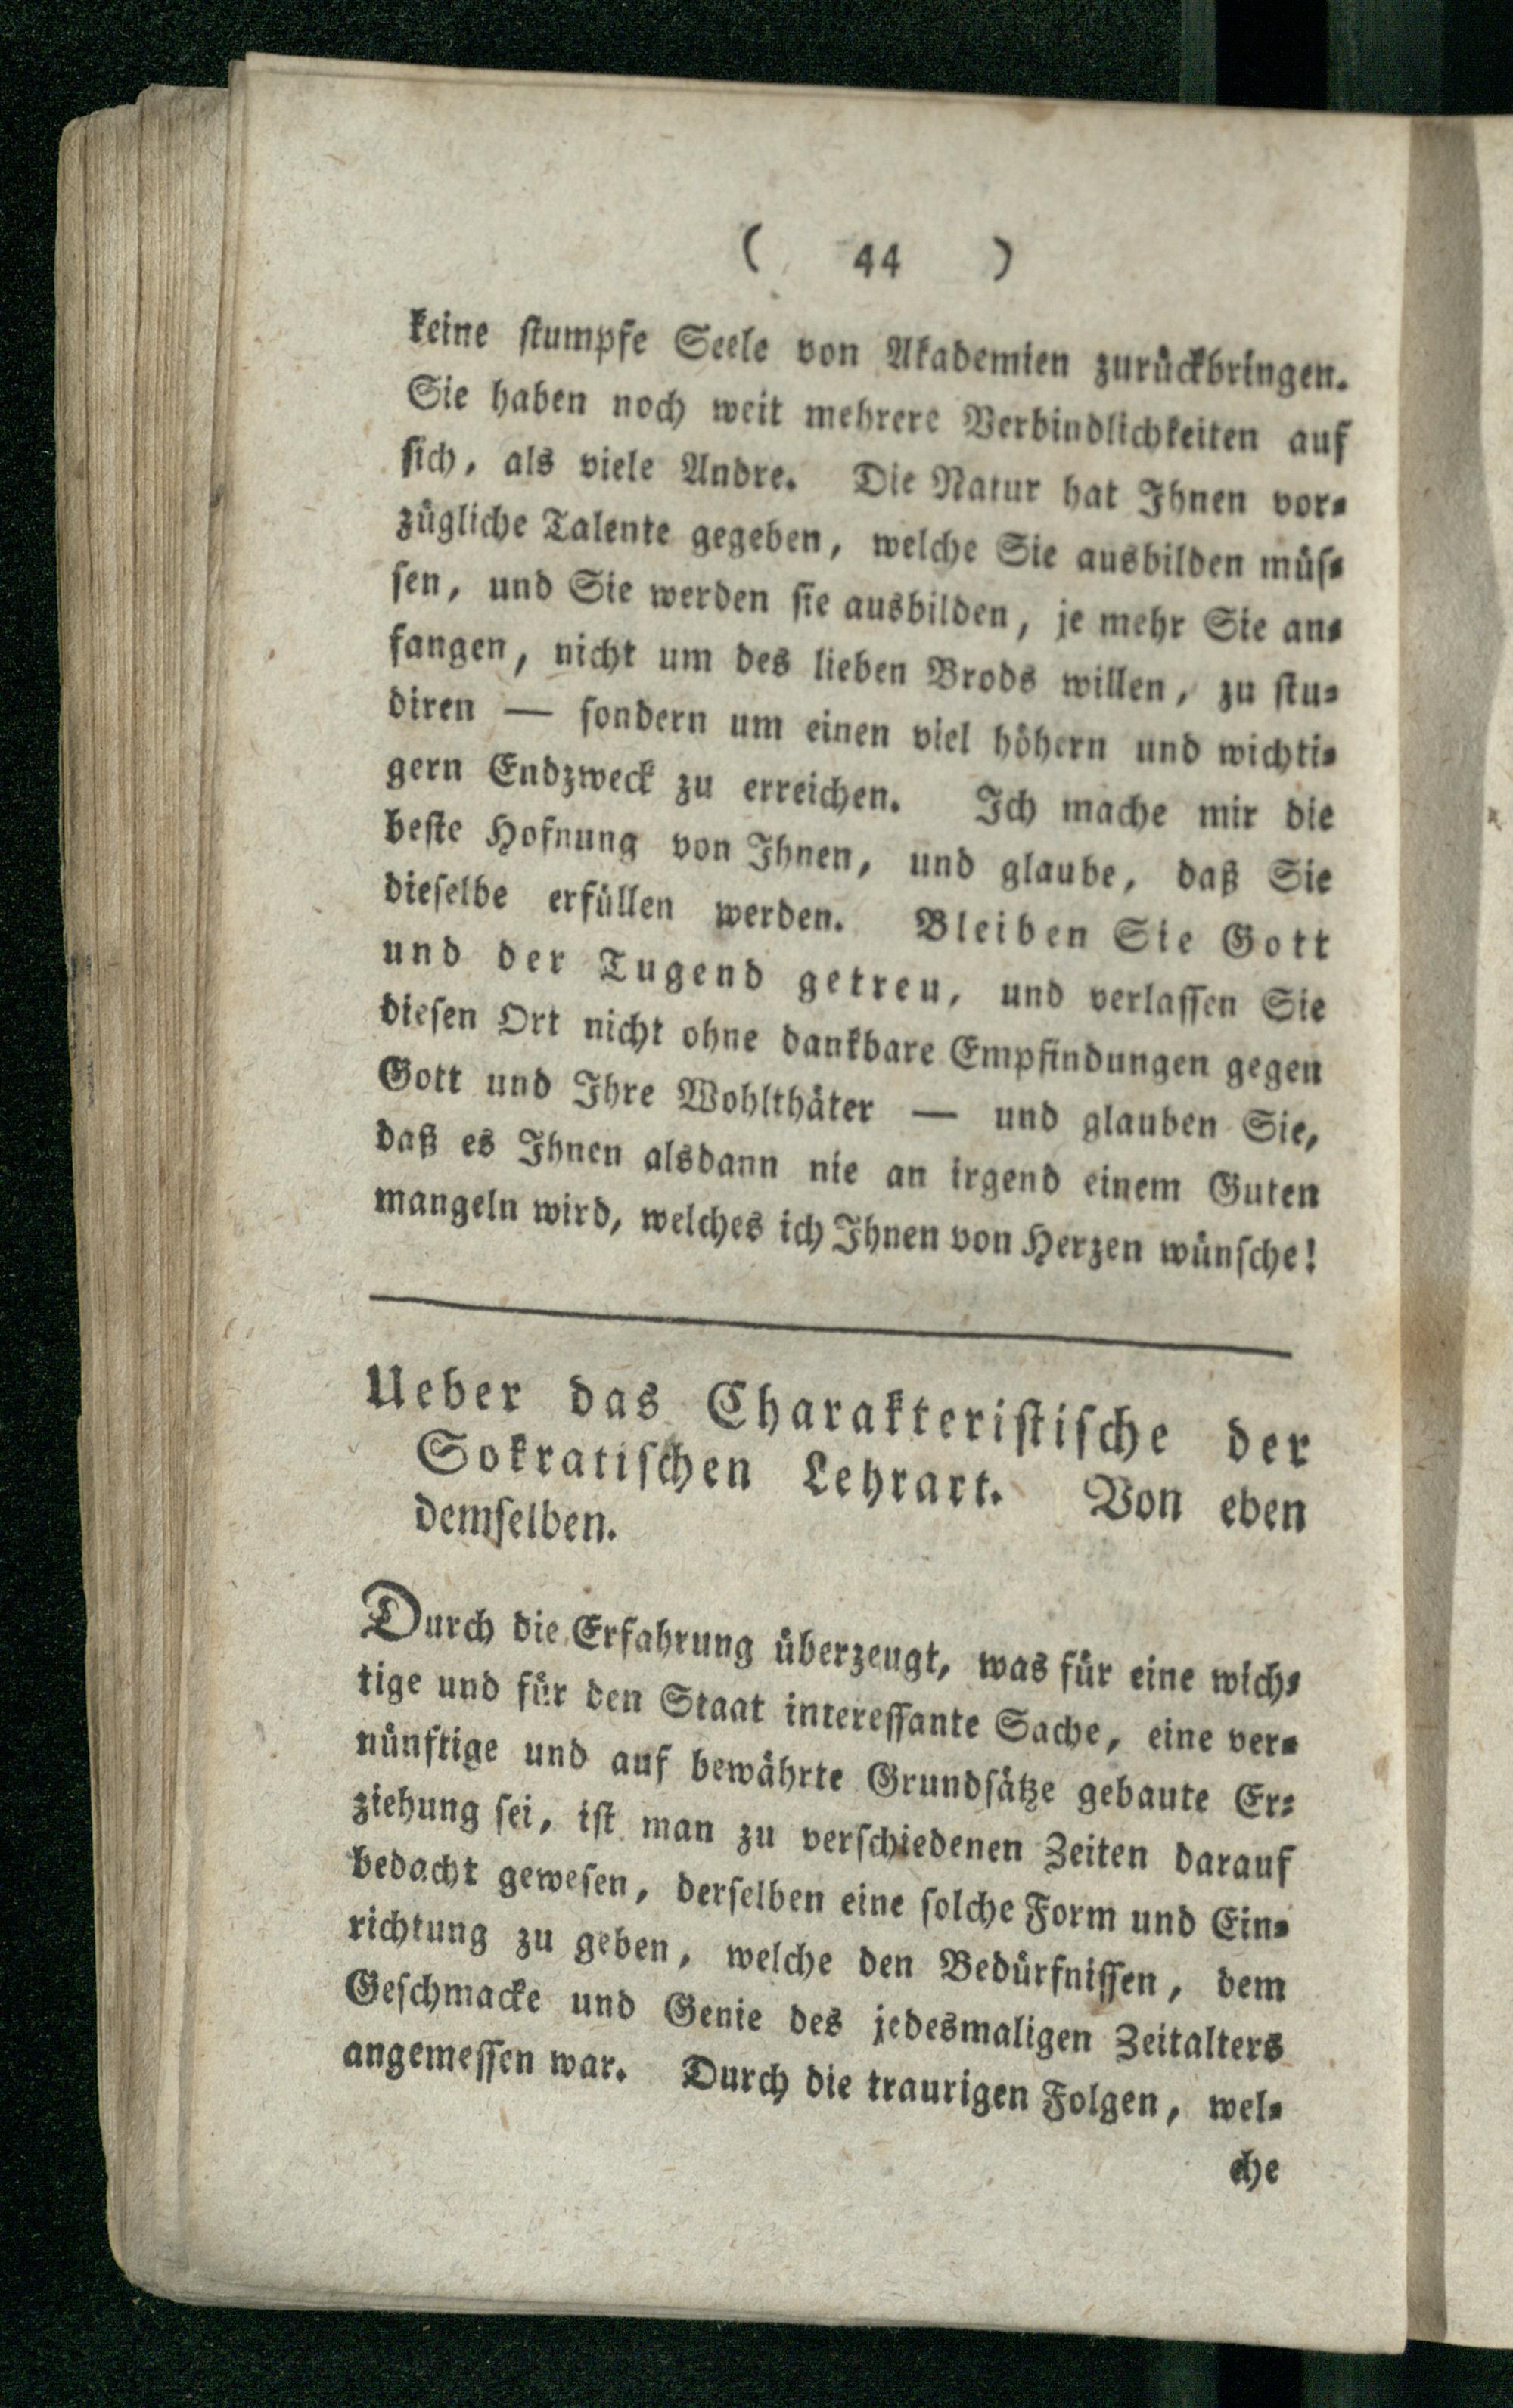 ( 44 )
keine stumpfe Seele von Akademien zurückbringen.
Sie haben noch weit mehrere Verbindlichkeiten auf
sich, als viele Andre. Die Natur hat Ihnen vor-
zügliche Talente gegeben, welche Sie ausbilden müs-
sen, und Sie werden sie ausbilden, je mehr Sie an-
fangen, nicht um des lieben Brods willen, zu stu-
diren — sondern um einen viel höhern und wichti-
gern Endzweck zu erreichen. Ich mache mir die
beste Hofnung von Ihnen, und glaube, daß Sie
dieselbe erfüllen werden. Bleiben Sie Gott
und der Tugend getreu, und verlassen Sie
diesen Ort nicht ohne dankbare Empfindungen gegen
Gott und Ihre Wohlthäter — und glauben Sie,
daß es Ihnen alsdann nie an irgend einem Guten
mangeln wird, welches ich Ihnen von Herzen wünsche!
Ueber das Charakteristische der
Sokratischen Lehrart. Von eben
demselben.
Durch die Erfahrung überzeugt, was für eine wich-
tige und für den Staat interessante Sache, eine ver-
nünftige und auf bewährte Grundsätze gebaute Er-
ziehung sei, ist man zu verschiedenen Zeiten darauf
bedacht gewesen, derselben eine solche Form und Ein-
richtung zu geben, welche den Bedürfnissen, dem
Geschmacke und Genie des jedesmaligen Zeitalters
angemessen war. Durch die traurigen Folgen, wel-
che